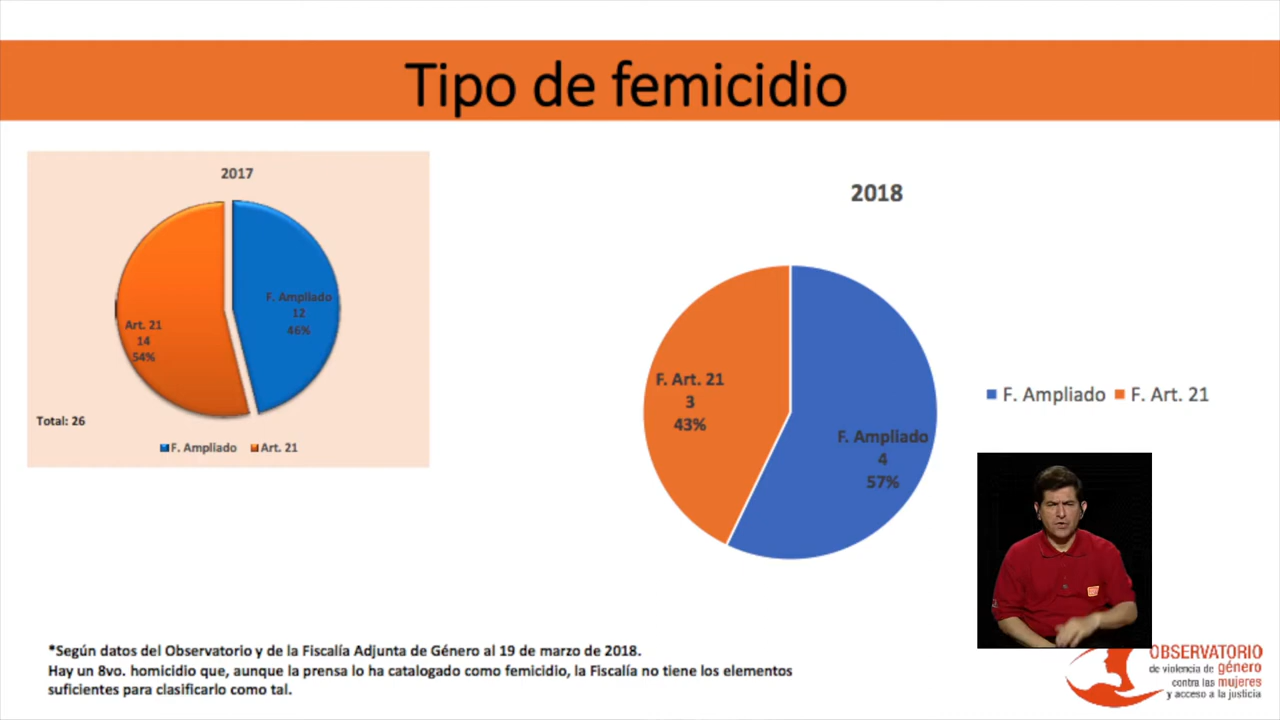 Tipo de femicidio
2017
F. Ampliado
12
46%
Art. 21
14
54%
Total: 26
F. Ampliado Art. 21
2018
F. Art. 21
3
43%
F. Ampliado
4
57%
F. Ampliado F. Art. 21
*Según datos del Observatorio y de la Fiscalía Adjunta de Género al 19 de marzo de 2018.
Hay un 8vo. homicidio que, aunque la prensa lo ha catalogado como femicidio, la Fiscalía no tiene los elementos
suficientes para clasificarlo como tal.
OBSERVATORIO
de violencia de género
contra las mujeres
y acceso a la justicia